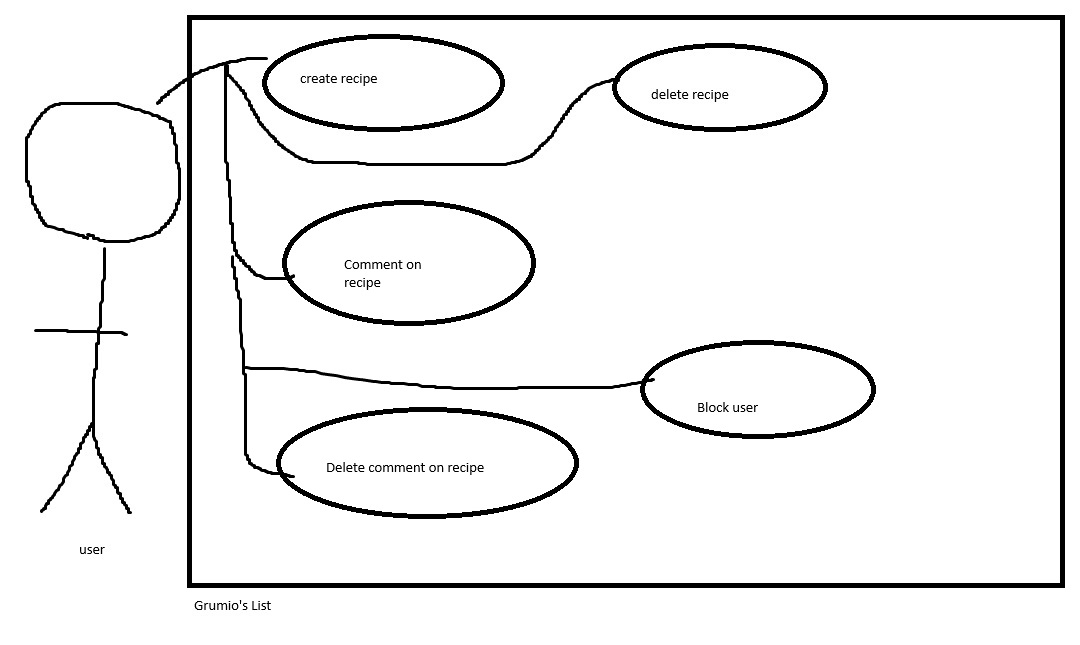 create recipe
delete recipe
Comment on
recipe
Block user
Delete comment on recipe
user
Grumio's List